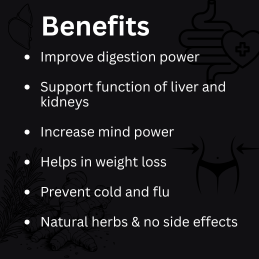 Benefits
• Improve digestion power
• Support function of liver and
kidneys
• Increase mind power
• Helps in weight loss
• Prevent cold and flu
• Natural herbs & no side effects